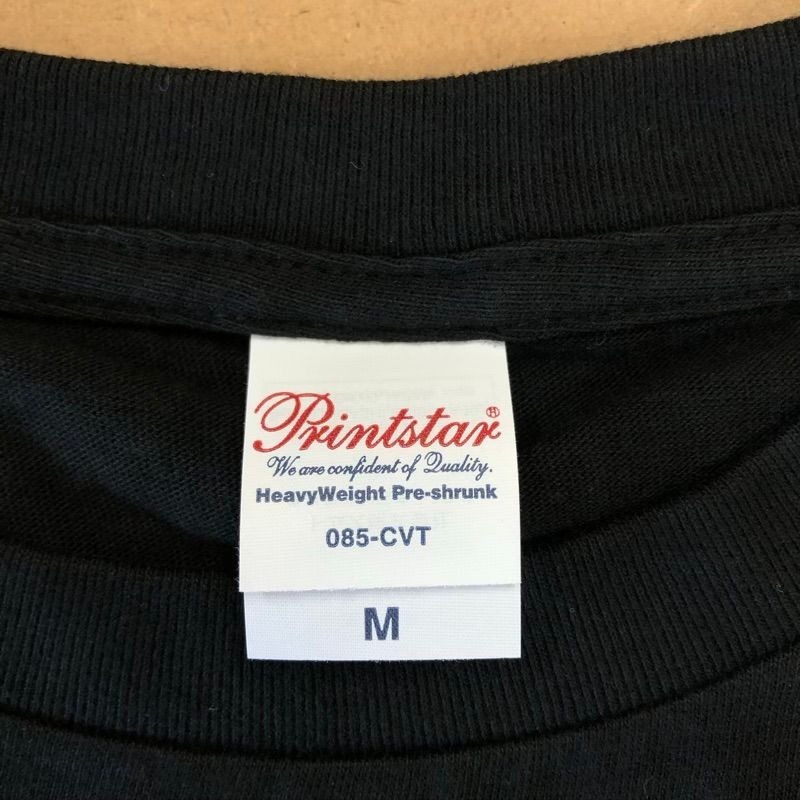 Printstar®
We are confident of Quality.
HeavyWeight Pre-shrunk
085-CVT
M